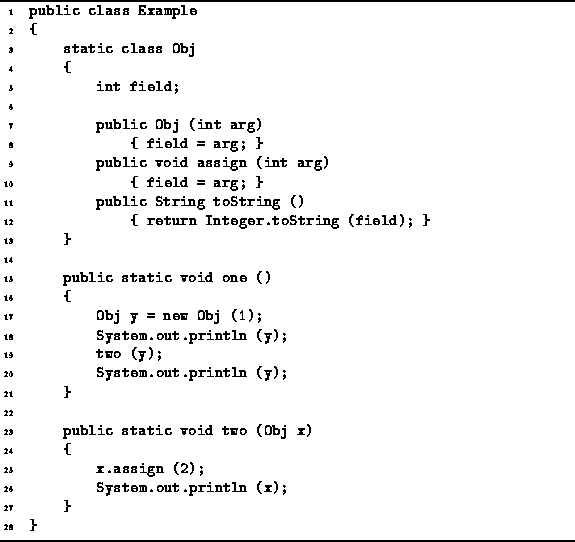 1 public class Example
2 {
3     static class Obj
4     {
5         int field;
6
7         public Obj (int arg)
8             { field = arg; }
9         public void assign (int arg)
10             { field = arg; }
11         public String toString ()
12             { return Integer.toString (field); }
13     }
14
15     public static void one ()
16     {
17         Obj y = new Obj (1);
18         System.out.println (y);
19         two (y);
20         System.out.println (y);
21     }
22
23     public static void two (Obj x)
24     {
25         x.assign (2);
26         System.out.println (x);
27     }
28 }